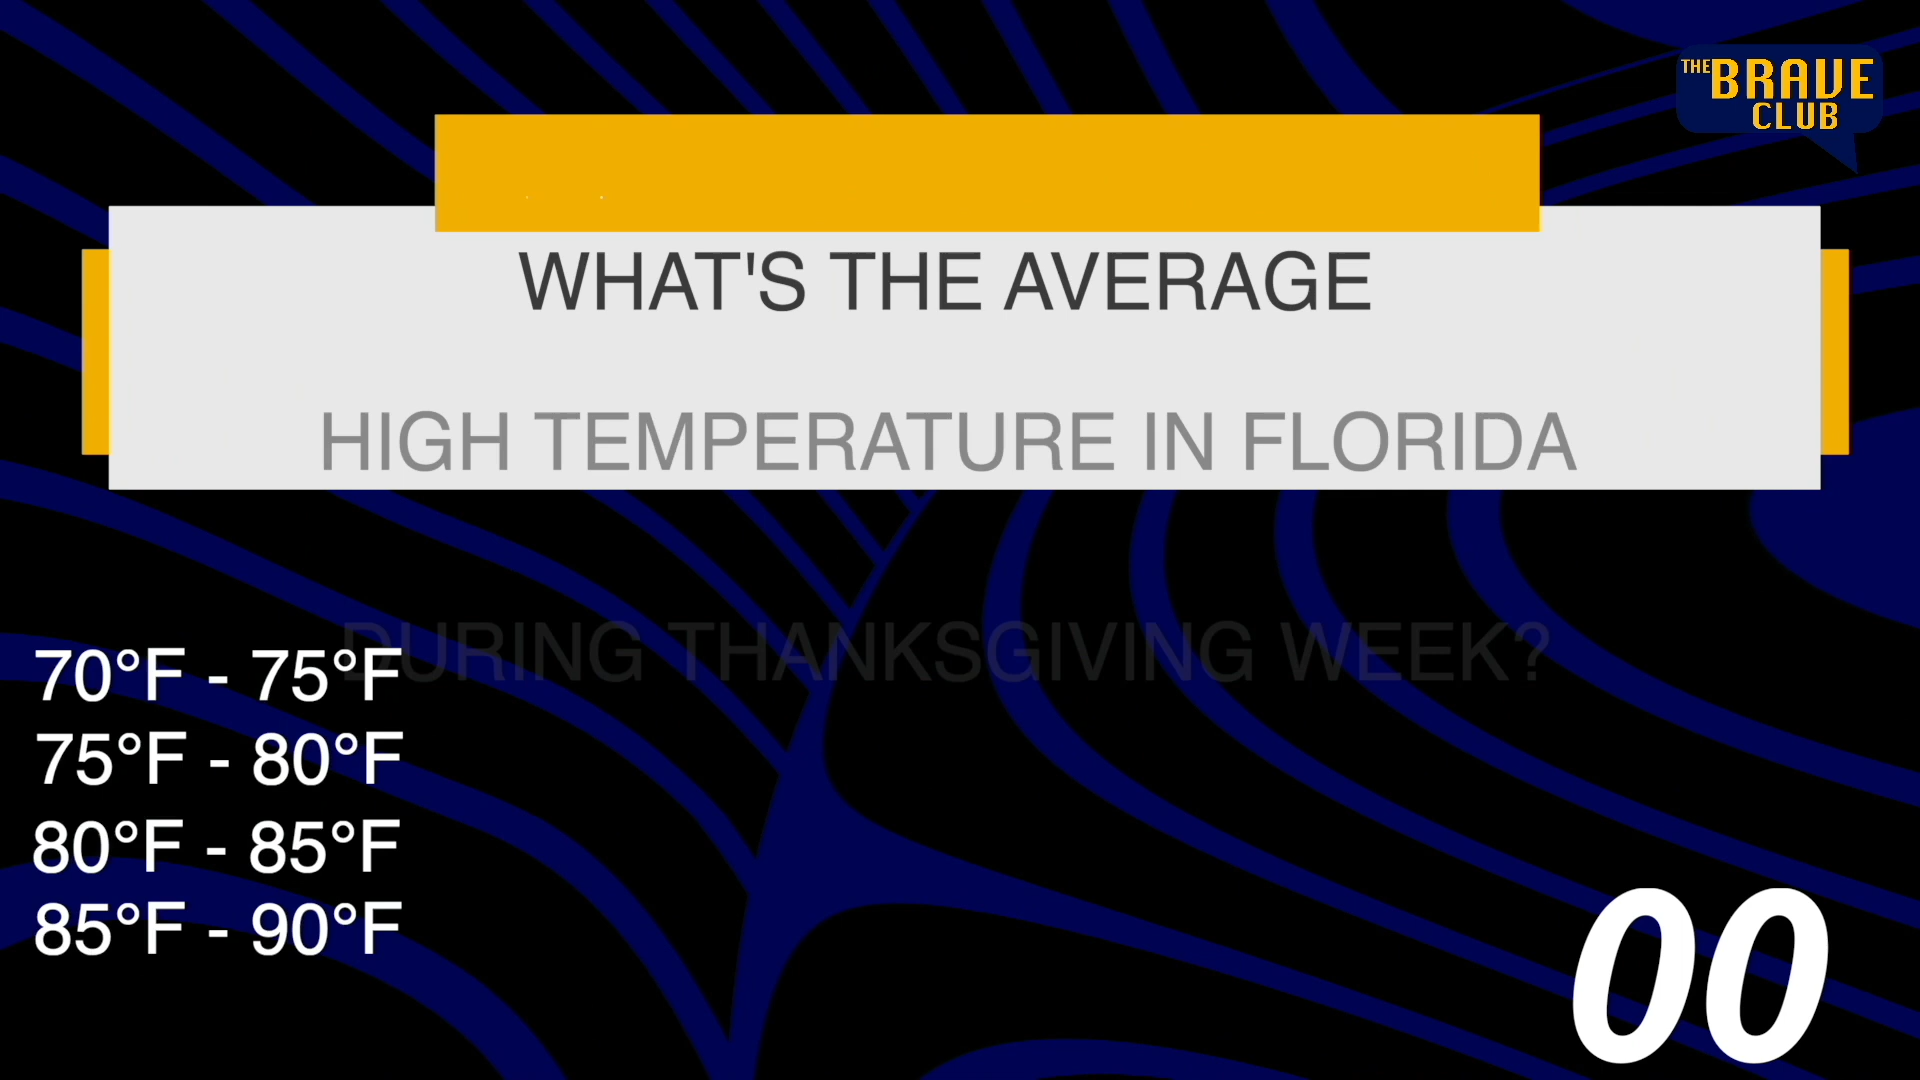 THE BRAVE
CLUB
WHAT'S THE AVERAGE
HIGH TEMPERATURE IN FLORIDA
DURING THANKSGIVING WEEK?
70°F - 75°F
75°F - 80°F
80°F - 85°F
85°F - 90°F
00